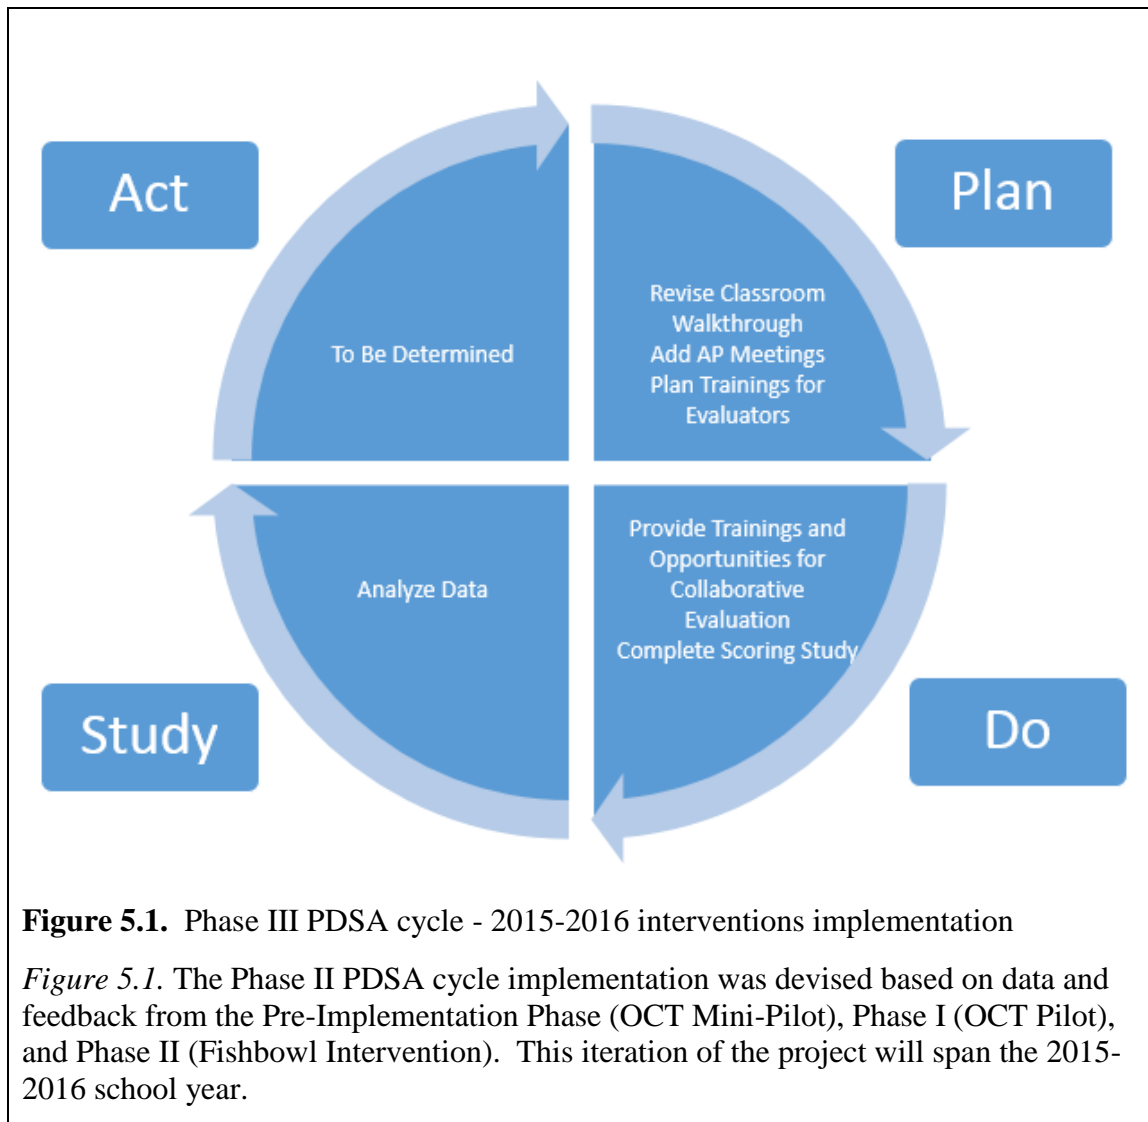 Act
Plan
To Be Determined
Revise Classroom
Walkthrough
Add AP Meetings
Plan Trainings for
Evaluators
Analyze Data
Provide Trainings and
Opportunities for
Collaborative
Evaluation
Complete Scoring Study
Study
Do
Figure 5.1.  Phase III PDSA cycle - 2015-2016 interventions implementation
Figure 5.1. The Phase II PDSA cycle implementation was devised based on data and
feedback from the Pre-Implementation Phase (OCT Mini-Pilot), Phase I (OCT Pilot),
and Phase II (Fishbowl Intervention).  This iteration of the project will span the 2015-
2016 school year.